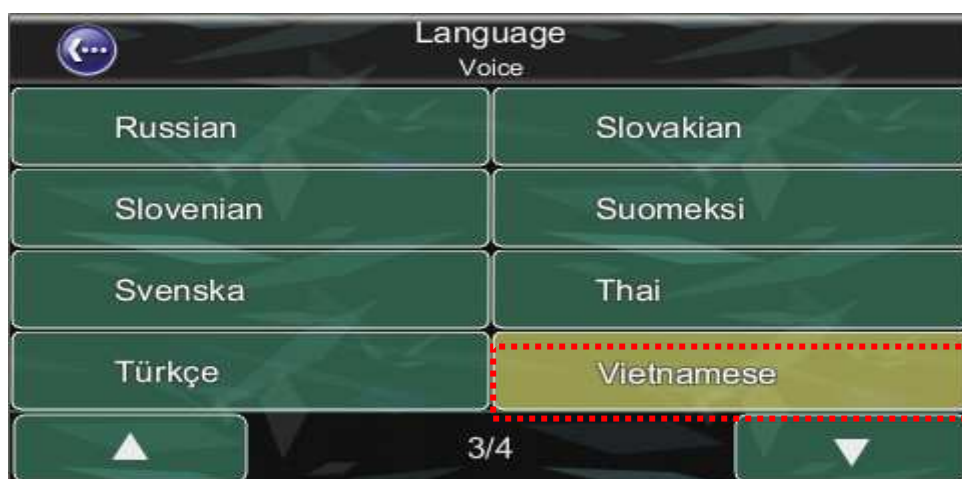 Language
Voice
Russian
Slovakian
Slovenian
Suomeksi
Svenska
Thai
Türkçe
Vietnamese
3/4